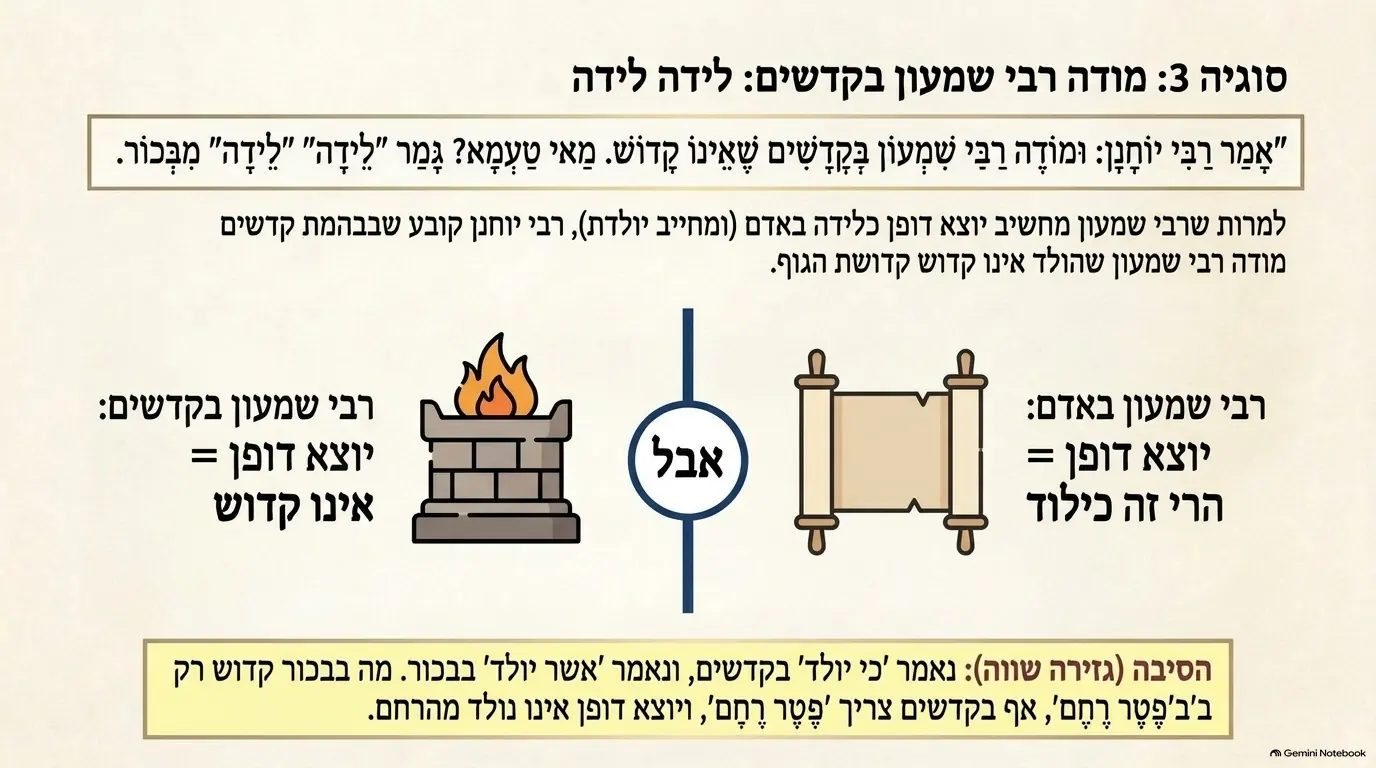 סוגיה 3: מודה רבי שמעון בקדשים: לידה לידה
"אָמַר רַבִּי יוֹחָנָן: וּמוֹדֶה רַבִּי שִׁמְעוֹן בְּקָדָשִׁים שֶׁאֵינוֹ קָדוֹשׁ. מַאי טַעְמָא? גָּמַר "לֵידָה" "לֵידָה" מִבְּכוֹר.
למרות שרבי שמעון מחשיב יוצא דופן כלידה באדם (ומחייב יולדת), רבי יוחנן קובע שבבהמת קדשים
מודה רבי שמעון שהולד אינו קדוש קדושת הגוף.
רבי שמעון באדם:
יוצא דופן =
הרי זה כילוד
אבל
רבי שמעון בקדשים:
יוצא דופן =
אינו קדוש
הסיבה (גזירה שווה): נאמר 'כי יולד' בקדשים, ונאמר 'אשר יולד' בבכור. מה בבכור קדוש רק
ב'ב'פֶּטֶר רֶחֶם', אף בקדשים צריך 'פֶּטֶר רֶחֶם', ויוצא דופן אינו נולד מהרחם.
Gemini Notebook